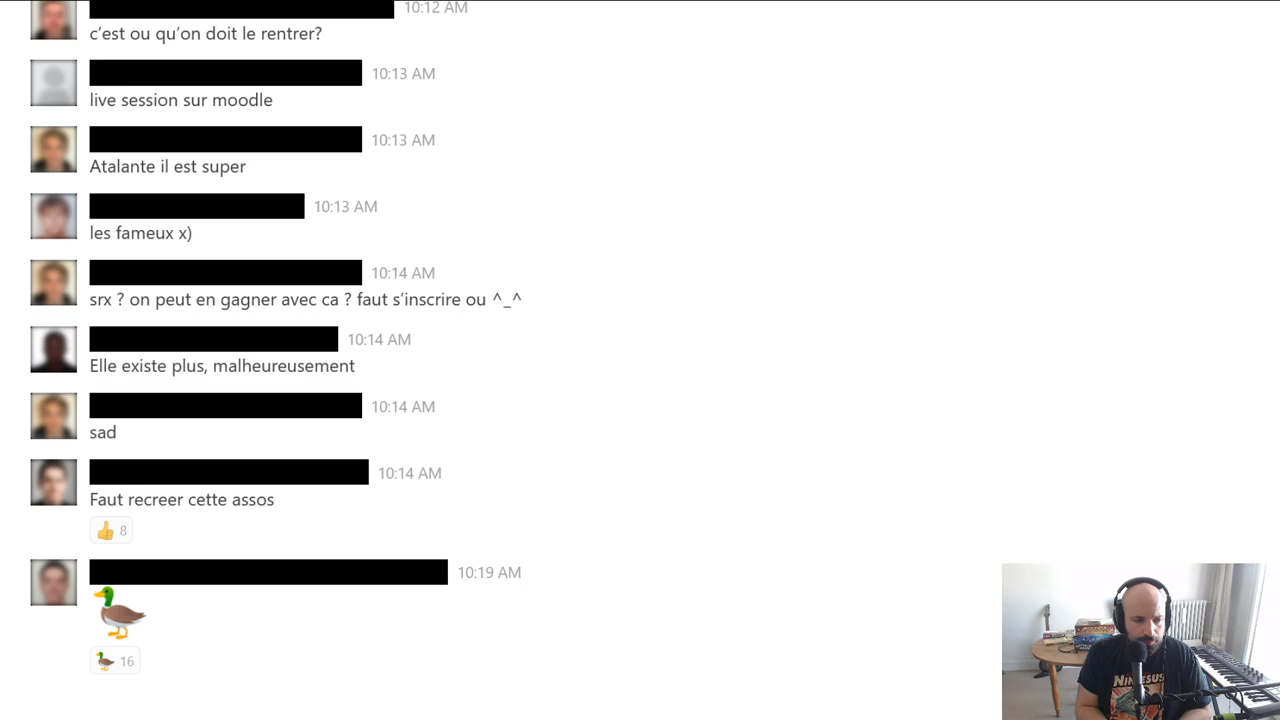 10:12 AM
c'est ou qu'on doit le rentrer?
10:13 AM
live session sur moodle
10:13 AM
Atalante il est super
10:13 AM
les fameux x)
10:14 AM
srx ? on peut en gagner avec ca ? faut s'inscrire ou ^_^
10:14 AM
Elle existe plus, malheureusement
10:14 AM
sad
10:14 AM
Faut recreer cette assos
8
10:19 AM
16